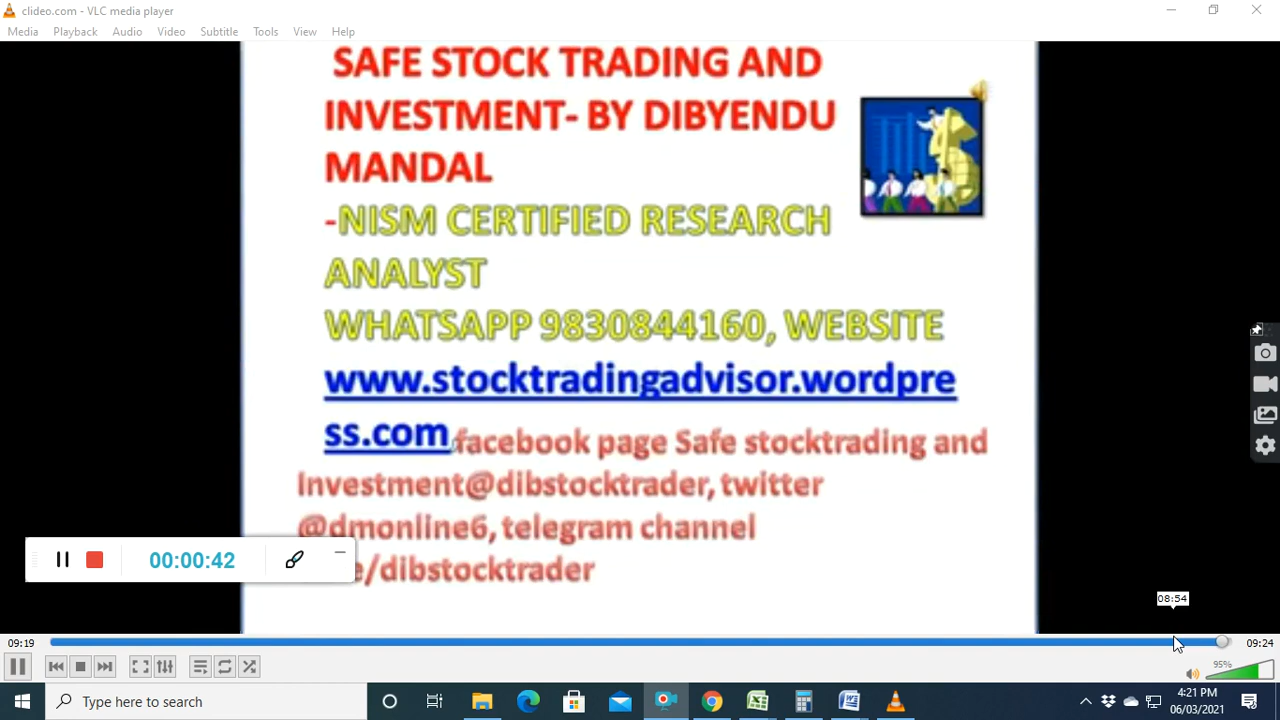 clideo.com - VLC media player
Media Playback Audio Video Subtitle Tools View Help
SAFE STOCK TRADING AND
INVESTMENT- BY DIBYENDU
MANDAL
-NISM CERTIFIED RESEARCH
ANALYST
WHATSAPP 9830844160, WEBSITE
www.stocktradingadvisor.wordpre
ss.com,facebook page Safe stocktrading and
Investment@dibstocktrader, twitter
@dmonline6, telegram channel
e/dibstocktrader
00:00:42
08:54
09:19
09:24
95%
Type here to search
4:21 PM
06/03/2021